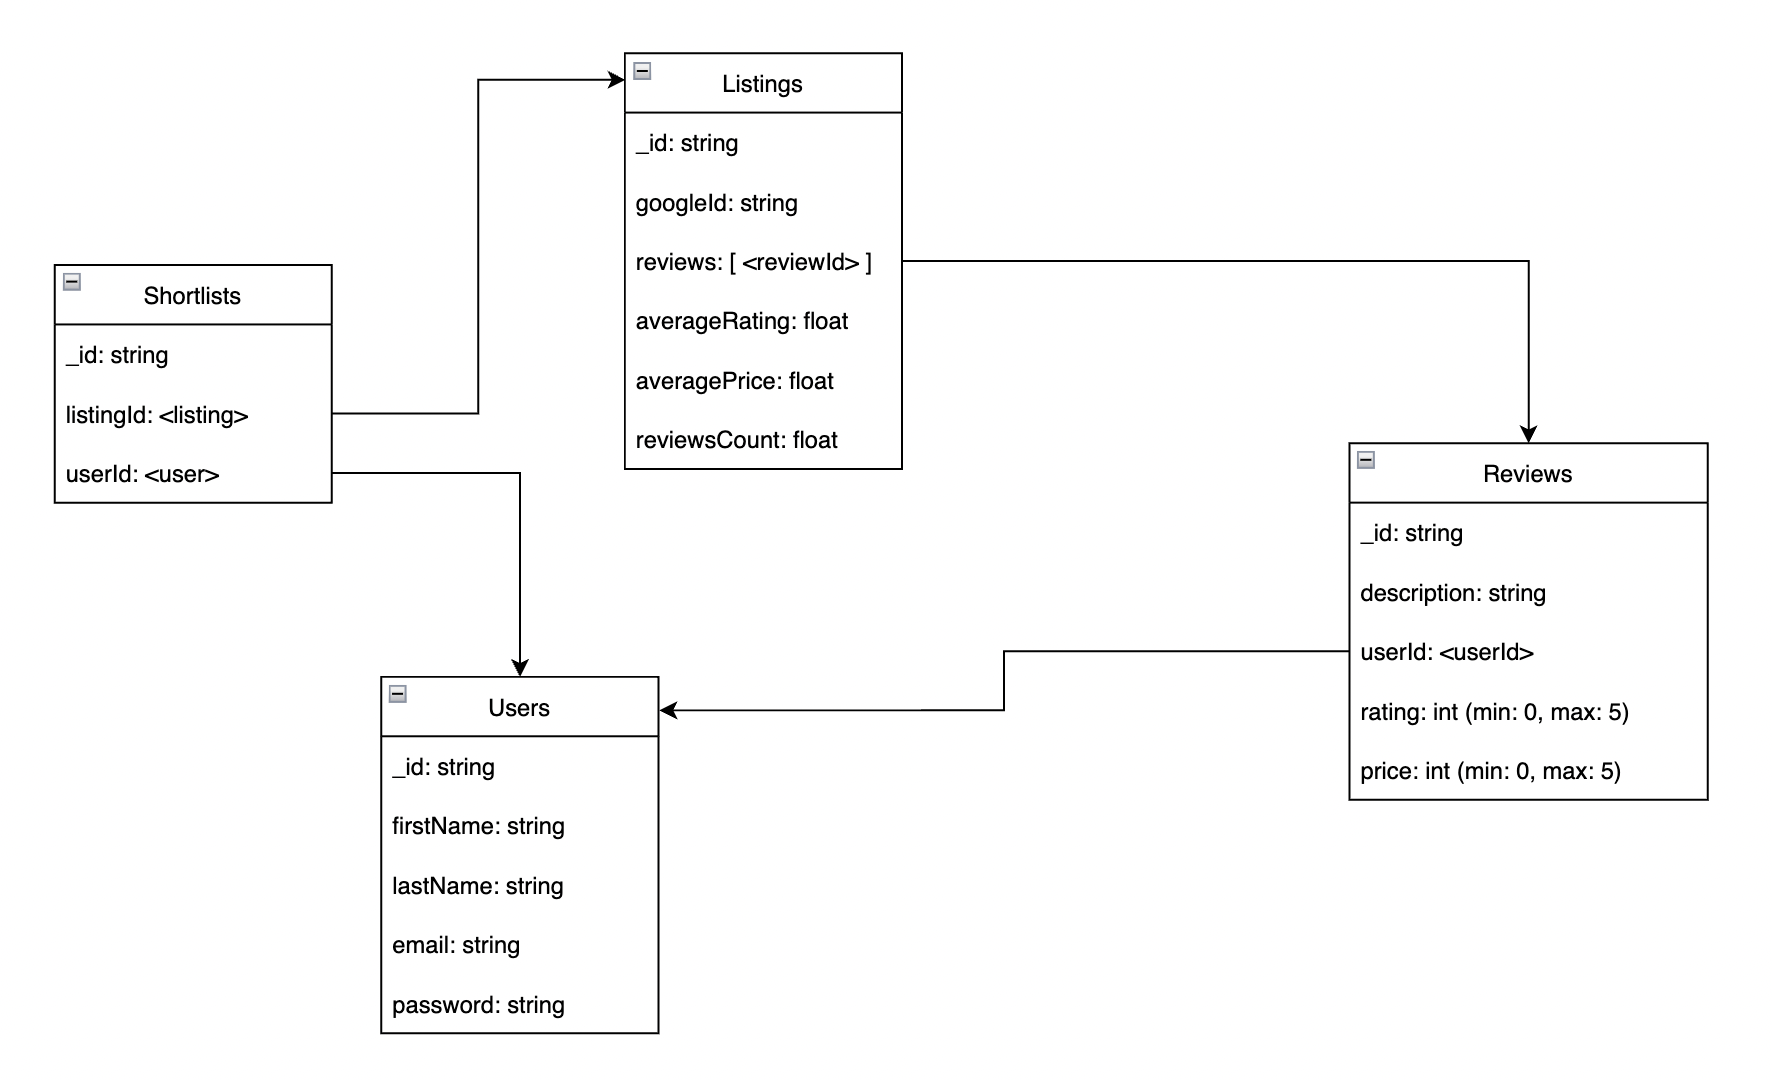 Listings
_id: string
googleId: string
reviews: [ <reviewId> ]
averageRating: float
averagePrice: float
reviewsCount: float
Shortlists
_id: string
listingId: <listing>
userId: <user>
Reviews
_id: string
description: string
userId: <userId>
rating: int (min: 0, max: 5)
price: int (min: 0, max: 5)
Users
_id: string
firstName: string
lastName: string
email: string
password: string